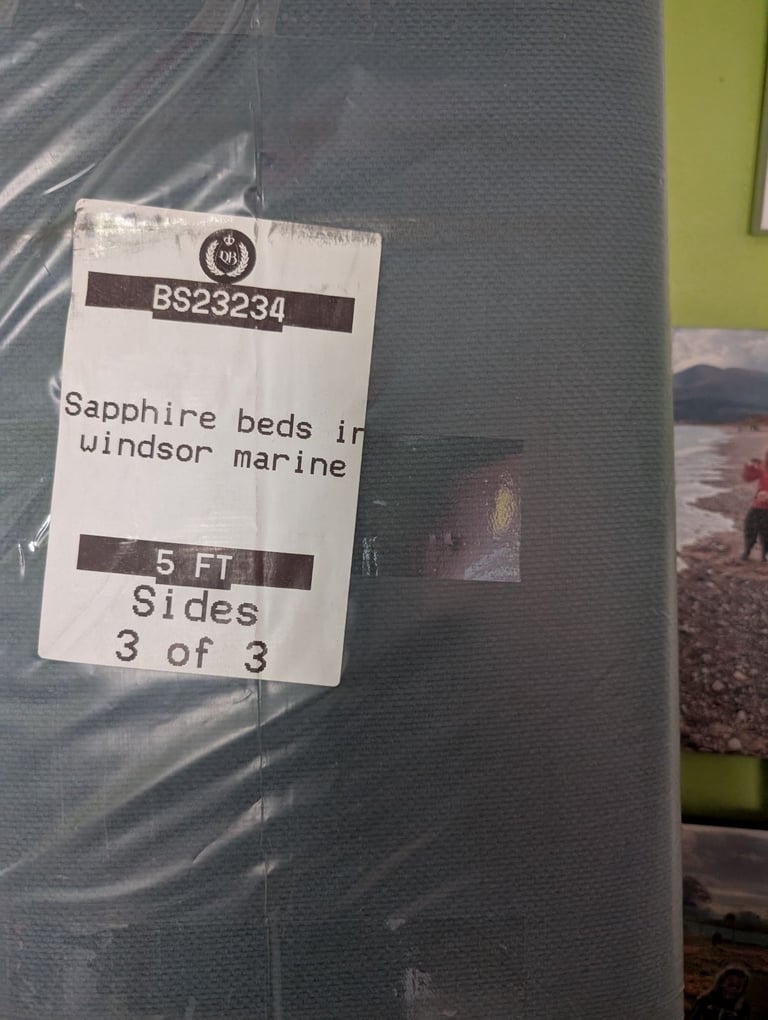 QB
BS23234
Sapphire beds in
windsor marine
5 FT
Sides
3 of 3